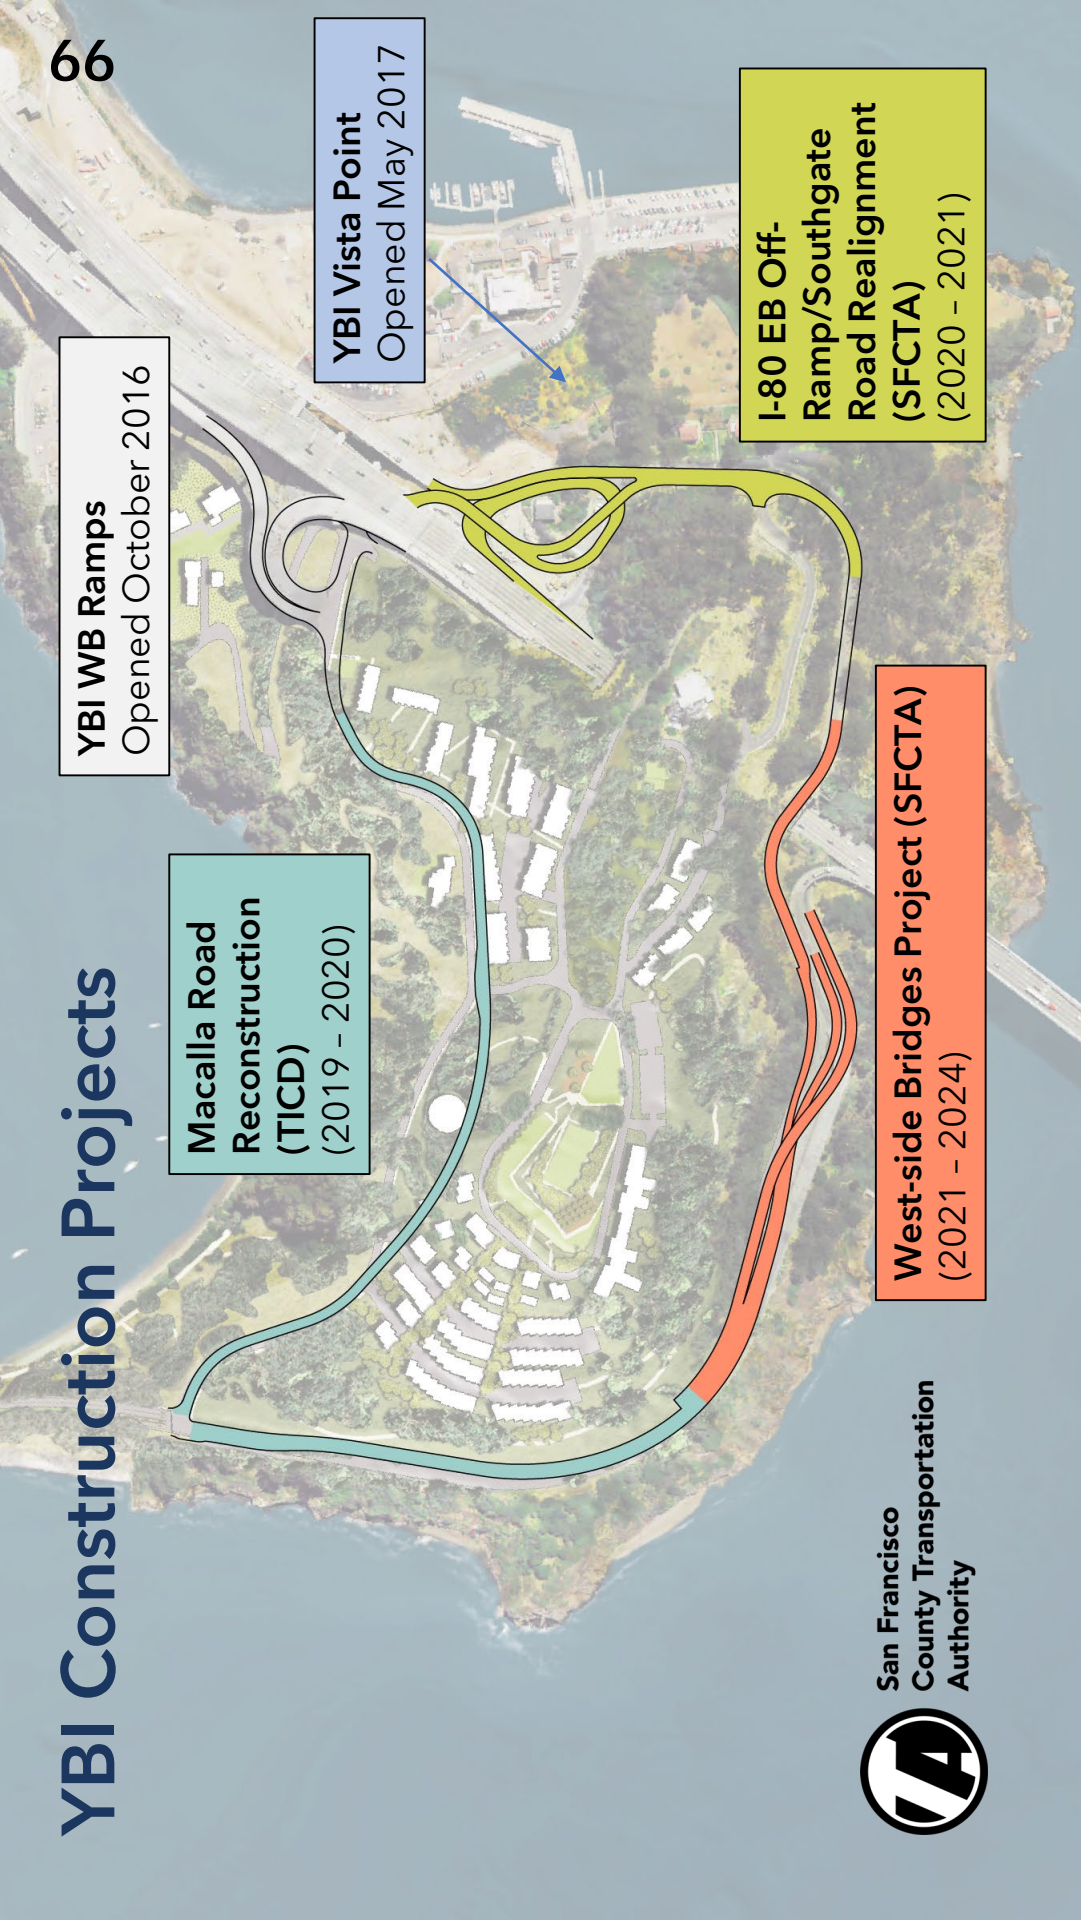 YBI Construction Projects
66
YBI WB Ramps
Opened October 2016
Macalla Road
Reconstruction
(TICD)
(2019 – 2020)
YBI Vista Point
Opened May 2017
I-80 EB Off-
Ramp/Southgate
Road Realignment
(SFCTA)
(2020 – 2021)
West-side Bridges Project (SFCTA)
(2021 – 2024)
San Francisco
County Transportation
Authority